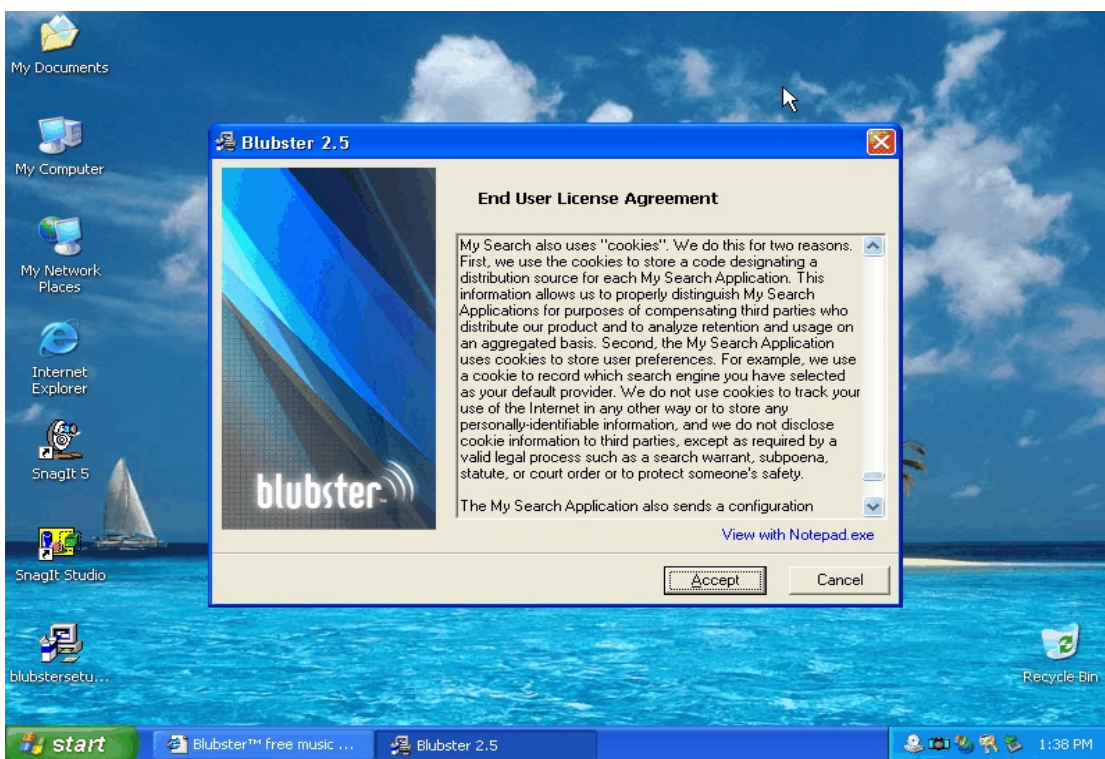 My Documents
My Computer
My Network
Places
Internet
Explorer
SnagIt 5
SnagIt Studio
blubstersetu...
Blubster 2.5
blubster
End User License Agreement
My Search also uses "cookies". We do this for two reasons.
First, we use the cookies to store a code designating a
distribution source for each My Search Application. This
information allows us to properly distinguish My Search
Applications for purposes of compensating third parties who
distribute our product and to analyze retention and usage on
an aggregated basis. Second, the My Search Application
uses cookies to store user preferences. For example, we use
a cookie to record which search engine you have selected
as your default provider. We do not use cookies to track your
use of the Internet in any other way or to store any
personally-identifiable information, and we do not disclose
cookie information to third parties, except as required by a
valid legal process such as a search warrant, subpoena,
statute, or court order or to protect someone's safety.
The My Search Application also sends a configuration
View with Notepad.exe
Accept
Cancel
Recycle Bin
start
Blubster™ free music ...
Blubster 2.5
1:38 PM